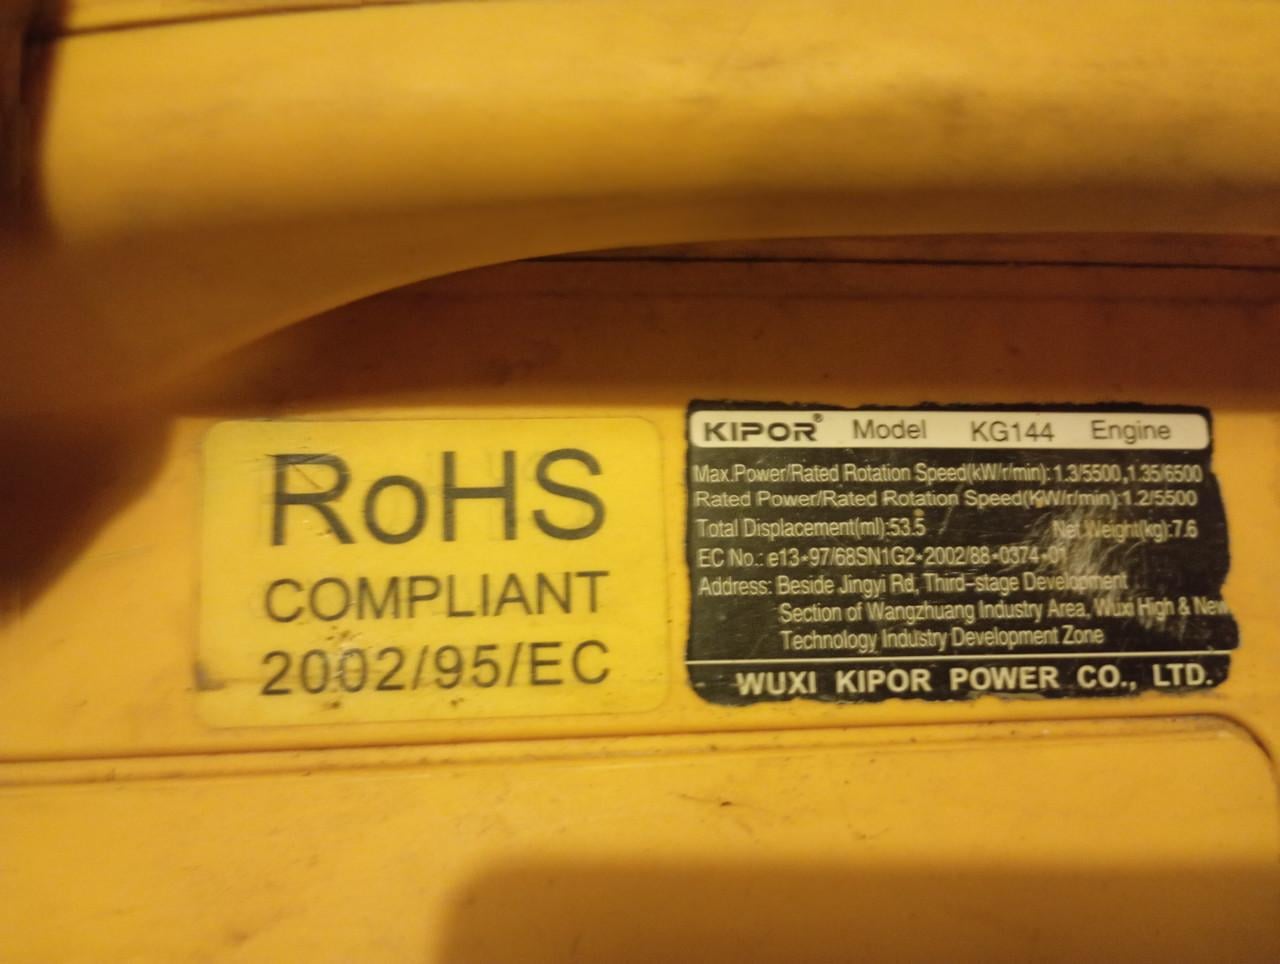 RoHS
COMPLIANT
2002/95/EC
KIPOR® Model KG144 Engine
Max.Power/Rated Rotation Speed(kW/r/min):1.3/5500,1.35/6500
Rated Power/Rated Rotation Speed(KW/r/min):1.2/5500
Total Displacement(ml):53.5 Net Weight(kg):7.6
EC No.: e13*97/68SN1G2*2002/88*0374*01
Address: Beside Jingyi Rd, Third-stage Development
Section of Wangzhuang Industry Area, Wuxi High & New
Technology Industry Development Zone
WUXI KIPOR POWER CO., LTD.